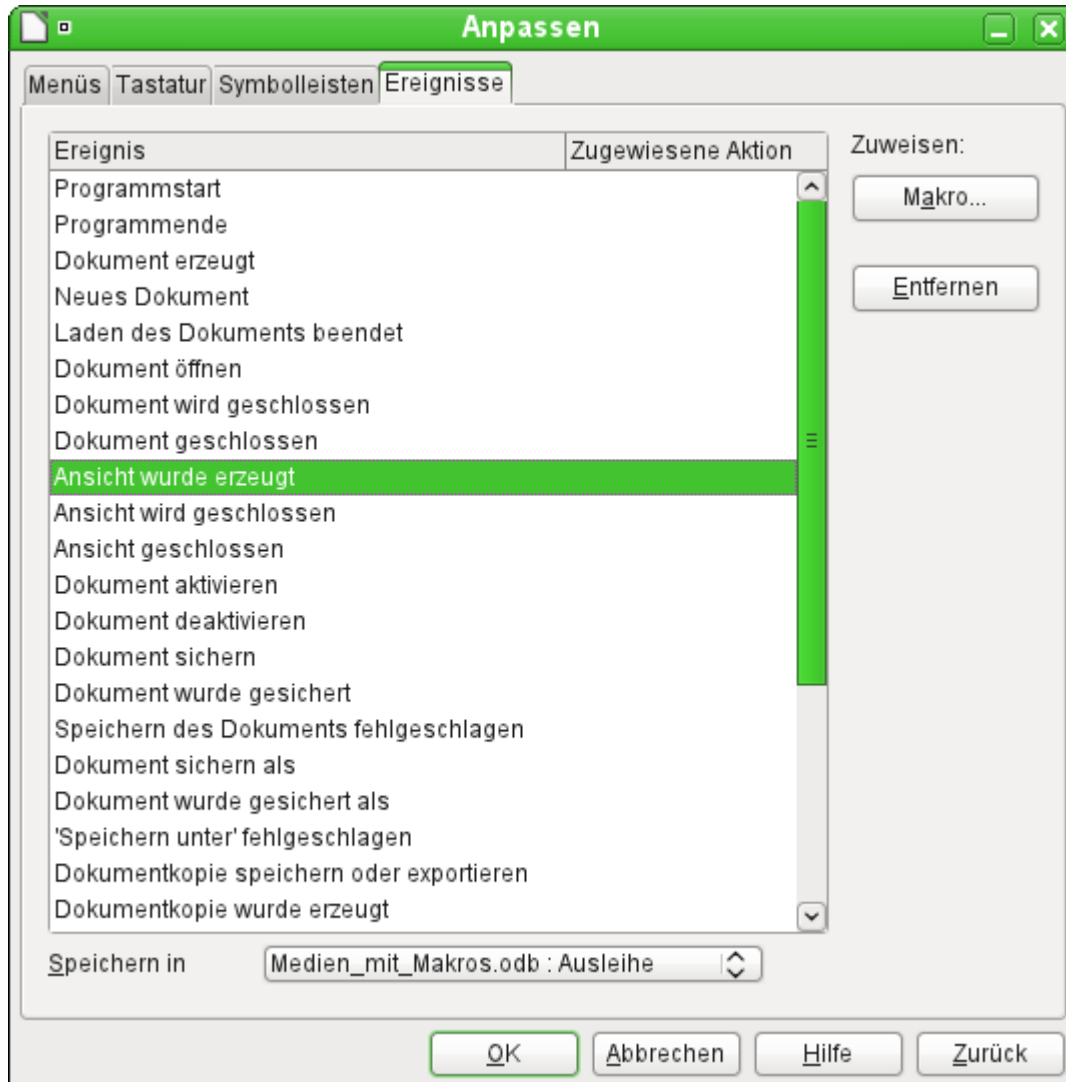 Anpassen
Menüs Tastatur Symbolleisten Ereignisse
Ereignis Zugewiesene Aktion
Zuweisen:
Programmstart
Makro...
Programmende
Dokument erzeugt
Neues Dokument
Entfernen
Laden des Dokuments beendet
Dokument öffnen
Dokument wird geschlossen
Dokument geschlossen
Ansicht wurde erzeugt
Ansicht wird geschlossen
Ansicht geschlossen
Dokument aktivieren
Dokument deaktivieren
Dokument sichern
Dokument wurde gesichert
Speichern des Dokuments fehlgeschlagen
Dokument sichern als
Dokument wurde gesichert als
'Speichern unter' fehlgeschlagen
Dokumentkopie speichern oder exportieren
Dokumentkopie wurde erzeugt
Speichern in Medien_mit_Makros.odb : Ausleihe
OK Abbrechen Hilfe Zurück